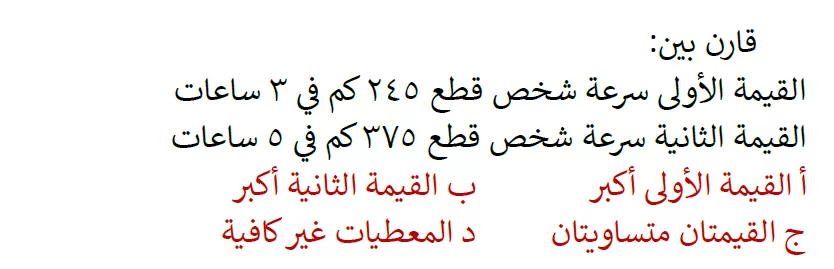 قارن بين:
القيمة الأولى سرعة شخص قطع ٢٤٥ كم في ٣ ساعات
القيمة الثانية سرعة شخص قطع ٣٧٥ كم في ٥ ساعات
أ القيمة الأولى أكبر ب القيمة الثانية أكبر
ج القيمتان متساويتان د المعطيات غير كافية